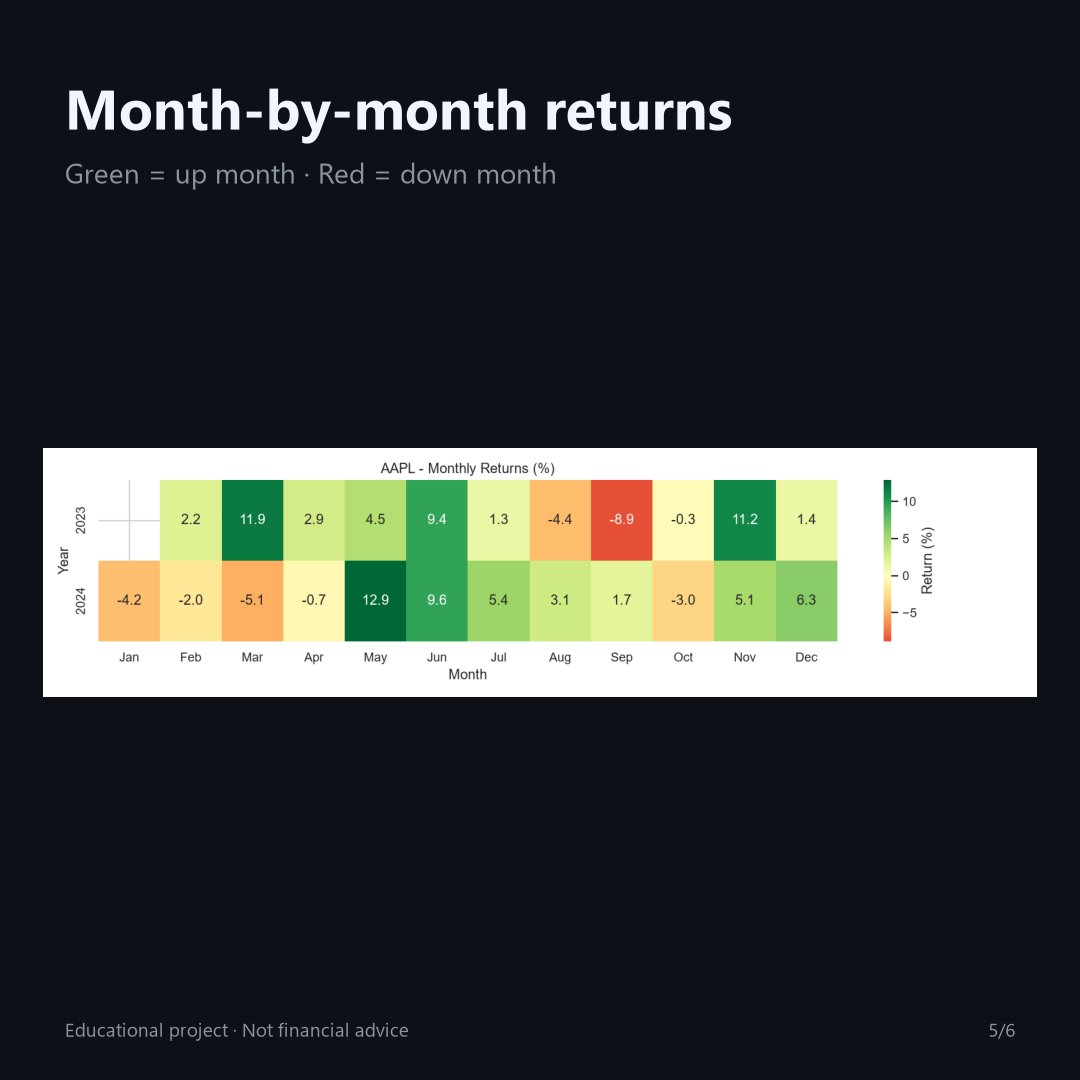 Month-by-month returns
Green = up month · Red = down month
AAPL - Monthly Returns (%)
2023 2.2 11.9 2.9 4.5 9.4 1.3 -4.4 -8.9 -0.3 11.2 1.4
2024 -4.2 -2.0 -5.1 -0.7 12.9 9.6 5.4 3.1 1.7 -3.0 5.1 6.3
Year
Jan Feb Mar Apr May Jun Jul Aug Sep Oct Nov Dec
Month
10
5
0
−5
Return (%)
Educational project · Not financial advice
5/6